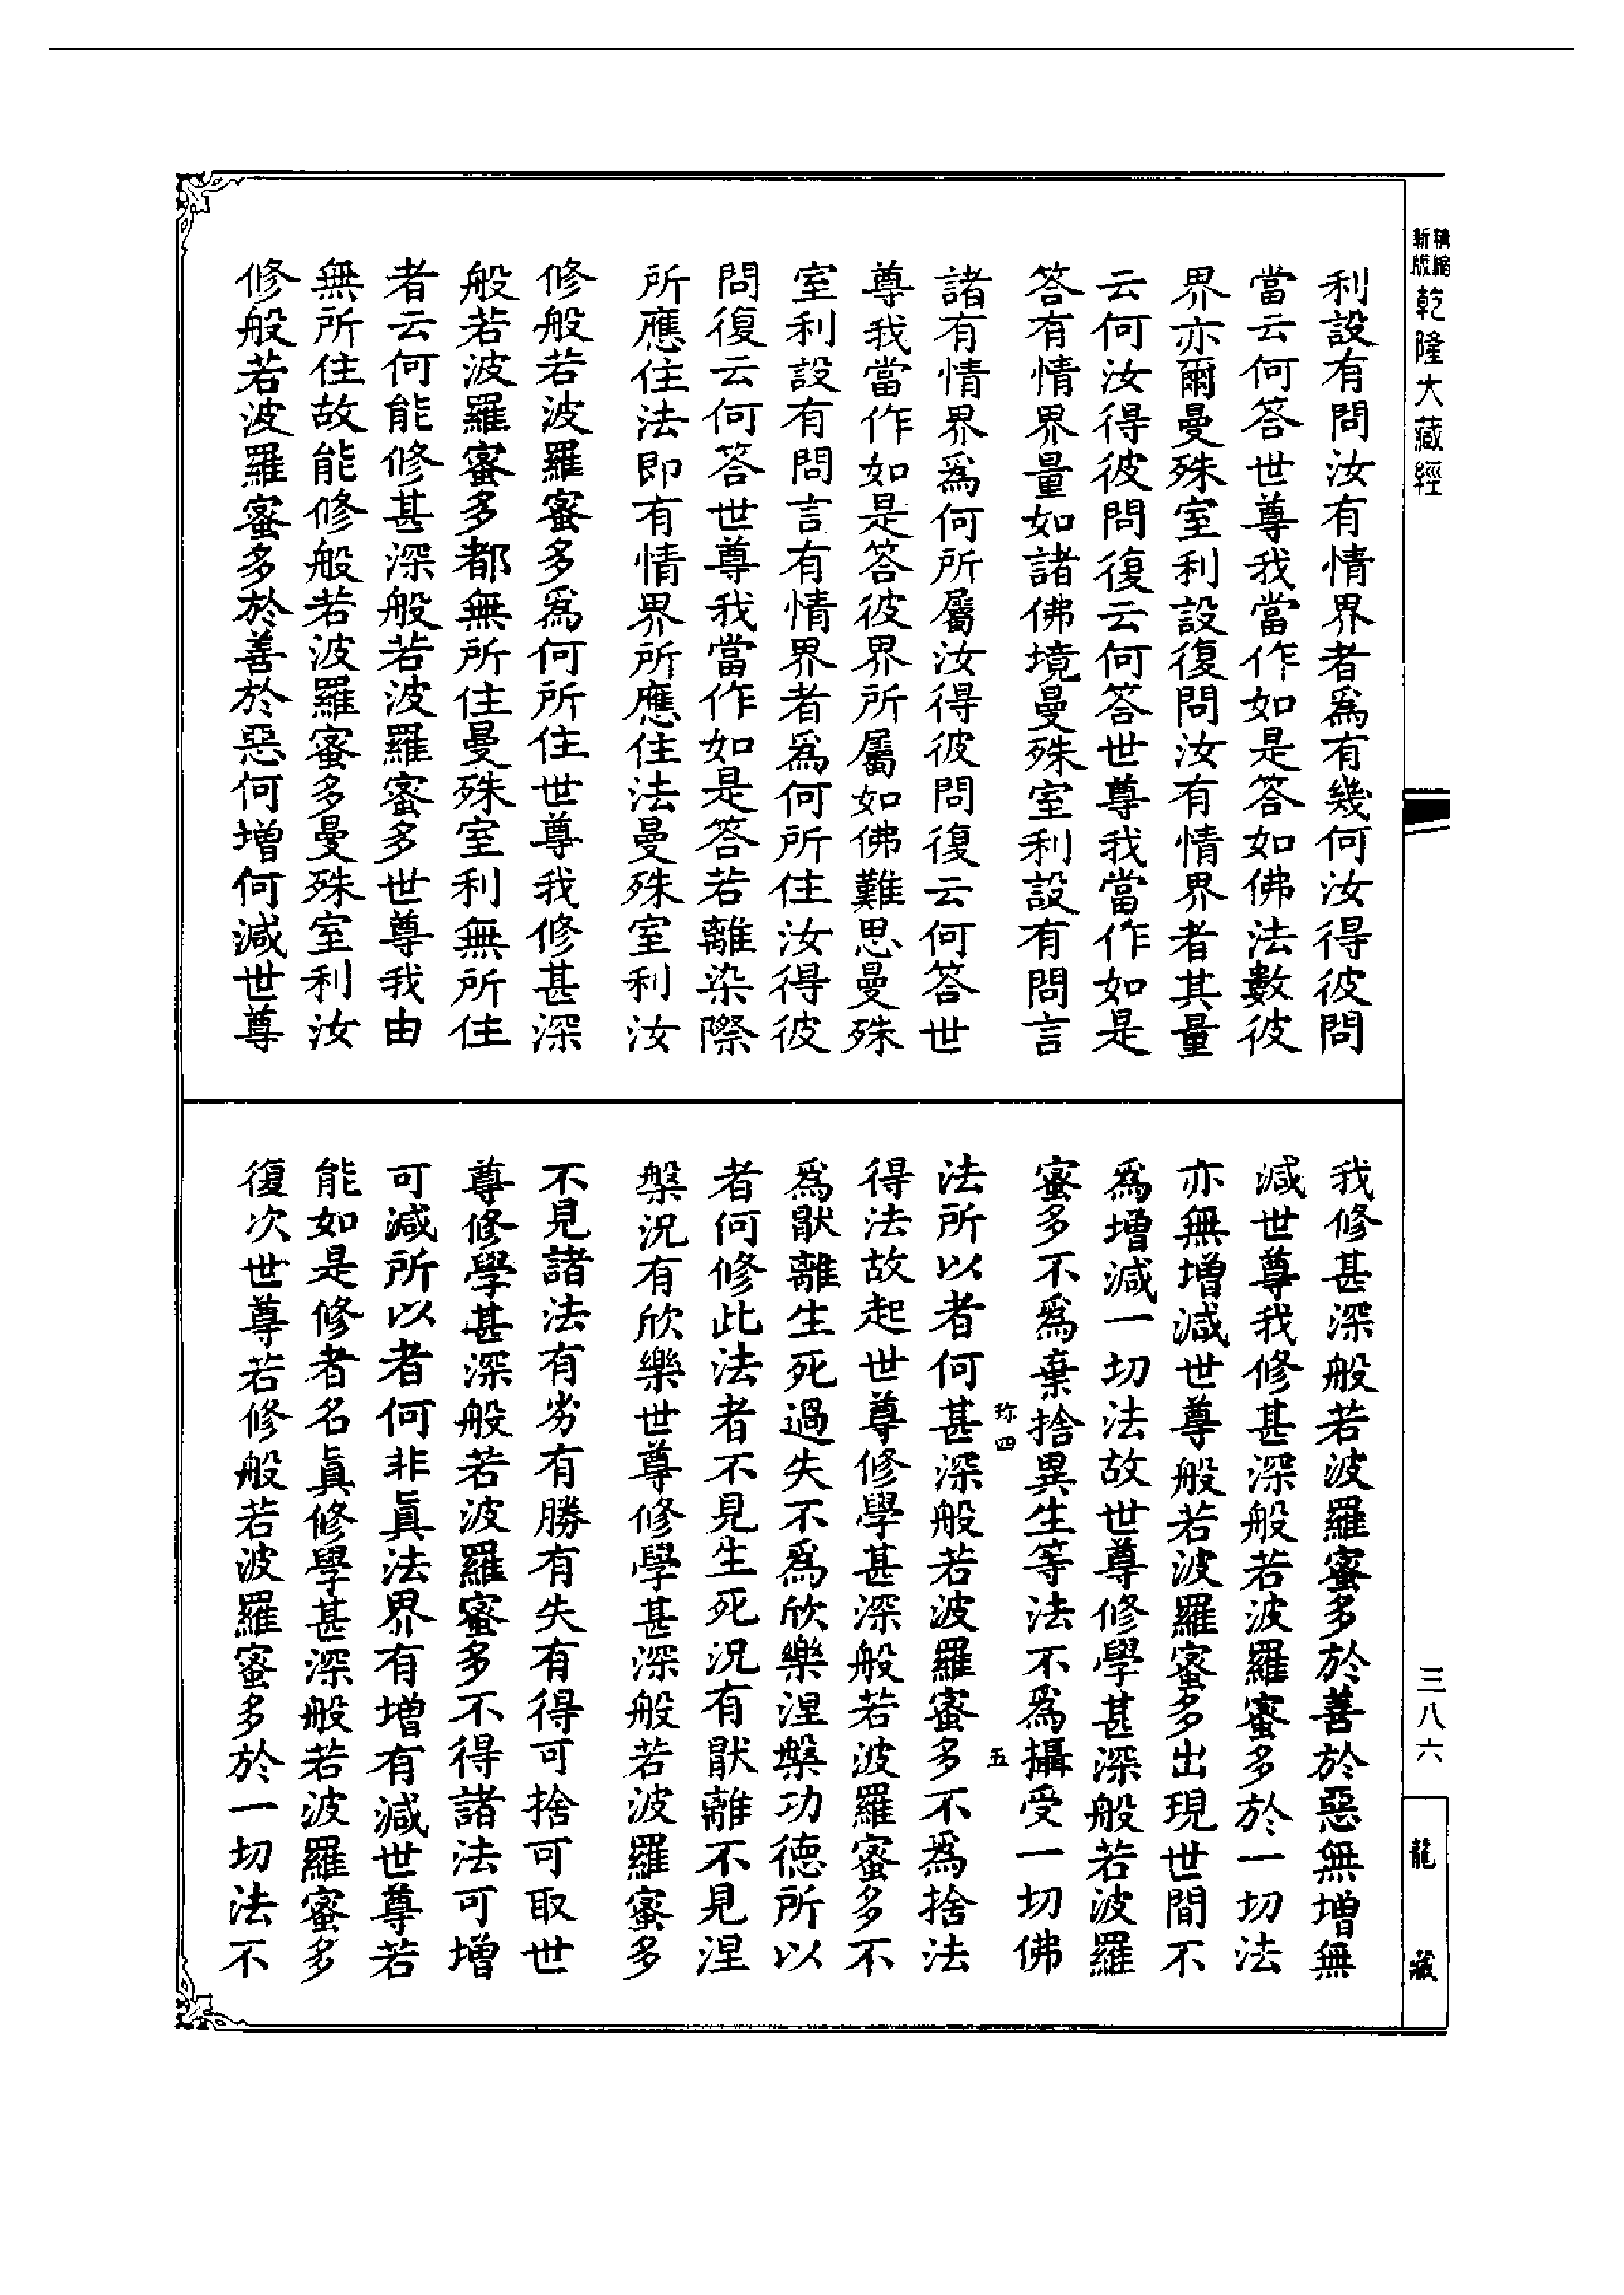 精縮新版乾隆大藏經
三八六
龍藏
利設有問汝有情界者為有幾何汝得彼問
當云何答世尊我當作如是答如佛法數彼
界亦爾曼殊室利設復問汝有情界者其量
云何汝得彼問復云何答世尊我當作如是
答有情界量如諸佛境曼殊室利設有問言
諸有情界爲何所屬汝得彼問復云何答世
尊我當作如是答彼界所屬如佛難思曼殊
室利設有問言有情界者爲何所住汝得彼
問復云何答世尊我當作如是答若離染際
所應住法即有情界所應住法曼殊室利汝
修般若波羅蜜多爲何所住世尊我修甚深
般若波羅蜜多都無所住曼殊室利無所住
者云何能修甚深般若波羅蜜多世尊我由
無所住故能修般若波羅蜜多曼殊室利汝
修般若波羅蜜多於善於惡何增何減世尊
我修甚深般若波羅蜜多於善於惡無增無
減世尊我修甚深般若波羅蜜多於一切法
亦無增減世尊般若波羅蜜多出現世間不
爲增減一切法故世尊修學甚深般若波羅
蜜多不爲棄捨異生等法不爲攝受一切佛
珎四
五
法所以者何甚深般若波羅蜜多不爲捨法
得法故起世尊修學甚深般若波羅蜜多不
爲厭離生死過失不爲欣樂涅槃功德所以
者何修此法者不見生死況有厭離不見涅
槃況有欣樂世尊修學甚深般若波羅蜜多
不見諸法有劣有勝有失有得可捨可取世
尊修學甚深般若波羅蜜多不得諸法可增
可減所以者何非眞法界有增有減世尊若
能如是修者名眞修學甚深般若波羅蜜多
復次世尊若修般若波羅蜜多於一切法不